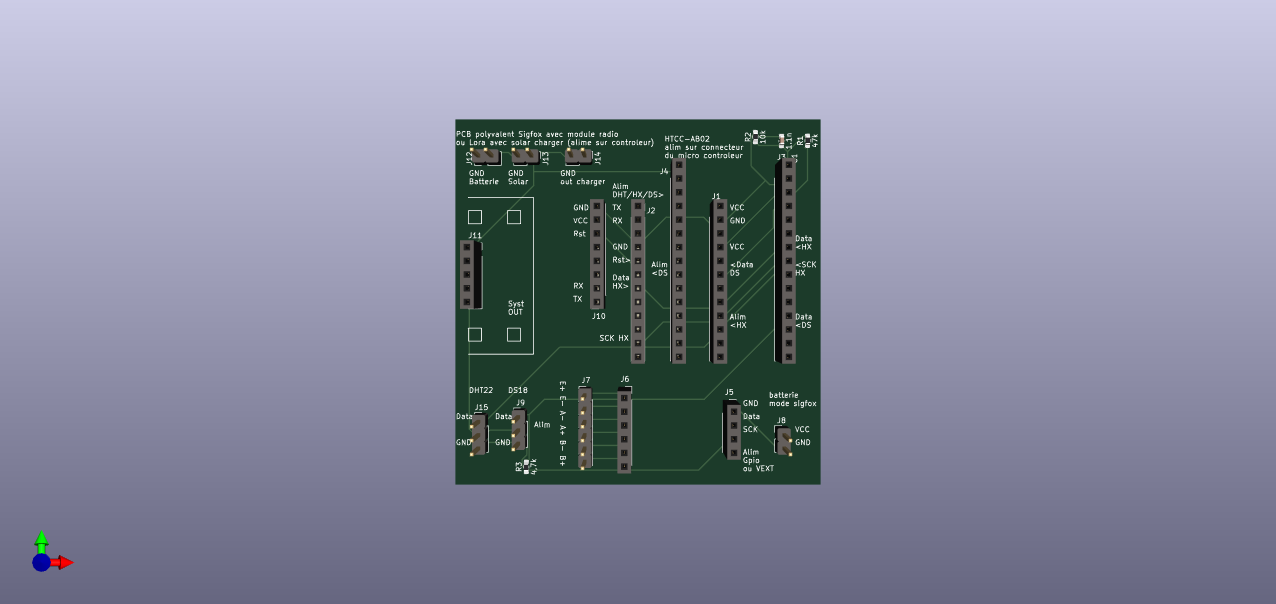 PCB polyvalent Sigfox avec module radio
ou Lora avec solar charger (alime sur controleur)
HTCC-AB02
alim sur connecteur
du micro controleur
R2
10k
1.1n
R1
47k
J12
J13
J14
GND
Batterie
GND
Solar
GND
out charger
J4
J3
Alim
DHT/HX/DS>
J2
J1
GND
VCC
Rst
RX
TX
J10
TX
RX
GND
Rst>
Data
HX>
SCK HX
Alim
<DS
VCC
GND
VCC
<Data
DS
Alim
<HX
Data
<HX
<SCK
HX
Data
<DS
J11
Syst
OUT
DHT22
DS18
J15
J9
Data
GND
Data
GND
Alim
R3
4.7k
E+ E- A- A+ B- B+
J7
J6
J5
GND
Data
SCK
Alim
Gpio
ou VEXT
batterie
mode sigfox
J8
VCC
GND